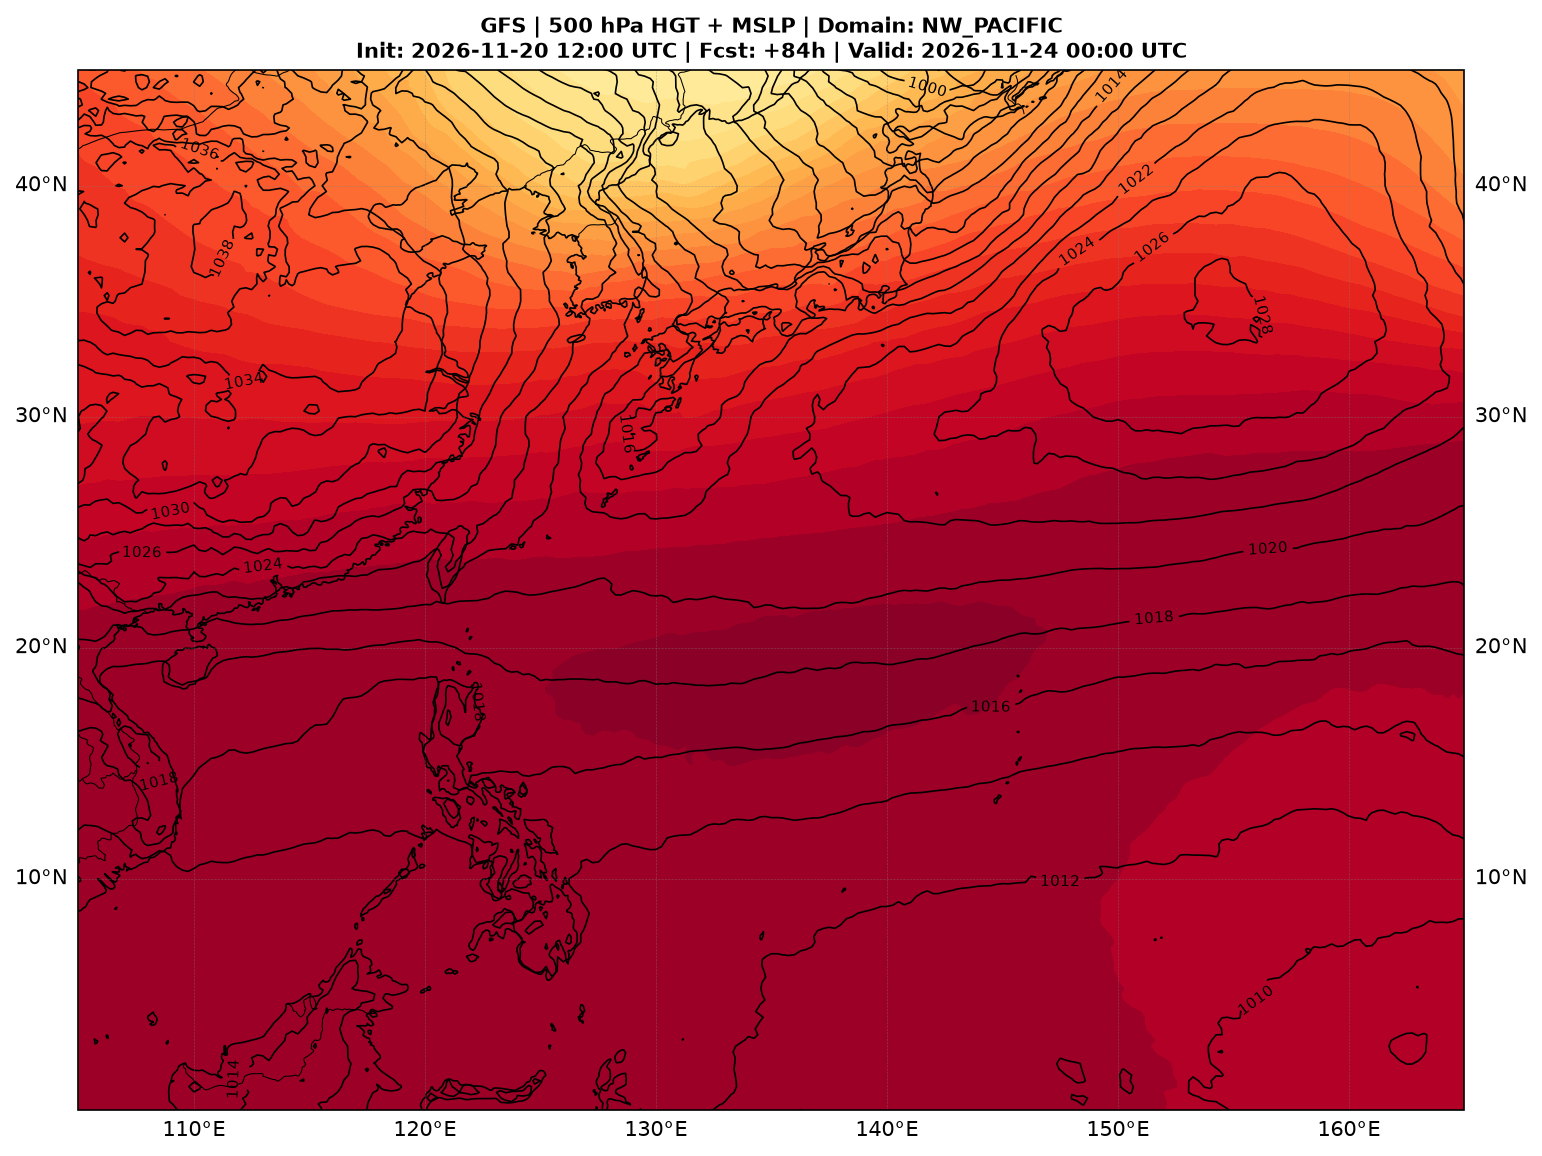 GFS | 500 hPa HGT + MSLP | Domain: NW_PACIFIC
Init: 2026-11-20 12:00 UTC | Fcst: +84h | Valid: 2026-11-24 00:00 UTC
1000
1014
1036
40°N
1022
40°N
1038
1024
1026
1028
1034
30°N
1016
30°N
1030
1026
1024
1020
1018
20°N
20°N
1018
1016
1018
10°N
1012
10°N
1010
1014
110°E
120°E
130°E
140°E
150°E
160°E